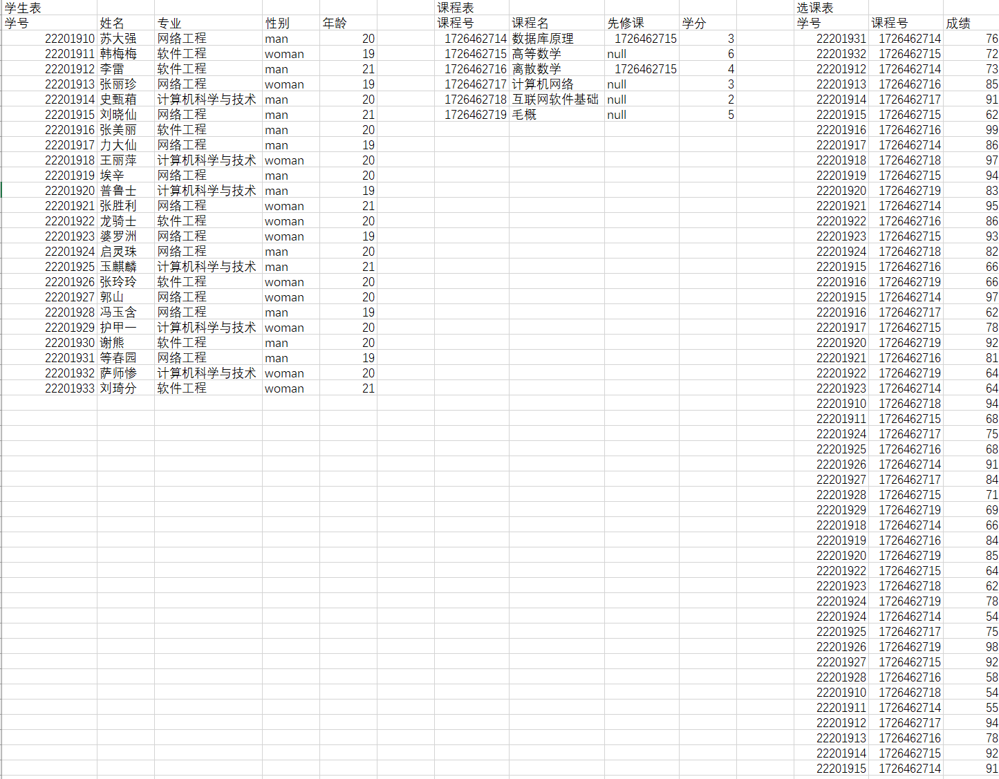 学生表 课程表 选课表
学号 姓名 专业 性别 年龄 课程号 课程名 先修课 学分 学号 课程号 成绩
22201910 苏大强 网络工程 man 20 1726462714 数据库原理 1726462715 3 22201931 1726462714 76
22201911 韩梅梅 软件工程 woman 19 1726462715 高等数学 null 6 22201932 1726462715 72
22201912 李雷 软件工程 man 21 1726462716 离散数学 1726462715 4 22201912 1726462714 73
22201913 张丽珍 网络工程 woman 19 1726462717 计算机网络 null 3 22201913 1726462716 85
22201914 史甄葙 计算机科学与技术 man 20 1726462718 互联网软件基础 null 2 22201914 1726462717 91
22201915 刘晓仙 网络工程 man 21 1726462719 毛概 null 5 22201915 1726462715 62
22201916 张美丽 软件工程 man 20 22201916 1726462716 99
22201917 力大仙 网络工程 man 19 22201917 1726462714 86
22201918 王丽萍 计算机科学与技术 woman 20 22201918 1726462718 97
22201919 埃辛 网络工程 man 20 22201919 1726462715 94
22201920 普鲁士 计算机科学与技术 man 19 22201920 1726462719 83
22201921 张胜利 网络工程 woman 21 22201921 1726462714 95
22201922 龙骑士 软件工程 woman 20 22201922 1726462716 86
22201923 婆罗洲 网络工程 woman 19 22201923 1726462715 93
22201924 启灵珠 网络工程 man 20 22201924 1726462718 82
22201925 玉麒麟 计算机科学与技术 man 21 22201915 1726462716 66
22201926 张玲玲 软件工程 woman 20 22201916 1726462719 66
22201927 郭山 网络工程 woman 20 22201915 1726462714 97
22201928 冯玉含 网络工程 man 19 22201916 1726462717 62
22201929 护甲一 计算机科学与技术 woman 20 22201917 1726462715 78
22201930 谢熊 软件工程 man 20 22201920 1726462719 92
22201931 等春园 网络工程 man 19 22201921 1726462716 81
22201932 萨师惨 计算机科学与技术 woman 20 22201922 1726462719 64
22201933 刘琦分 软件工程 woman 21 22201923 1726462714 64
22201910 1726462718 94
22201911 1726462715 68
22201924 1726462717 75
22201925 1726462716 68
22201926 1726462714 91
22201927 1726462717 84
22201928 1726462715 71
22201929 1726462719 69
22201918 1726462714 66
22201919 1726462716 84
22201920 1726462719 85
22201922 1726462715 64
22201923 1726462718 62
22201924 1726462719 78
22201924 1726462714 54
22201925 1726462717 75
22201926 1726462719 98
22201927 1726462715 92
22201928 1726462716 58
22201910 1726462718 54
22201911 1726462714 55
22201912 1726462717 94
22201913 1726462716 78
22201914 1726462715 92
22201915 1726462714 91